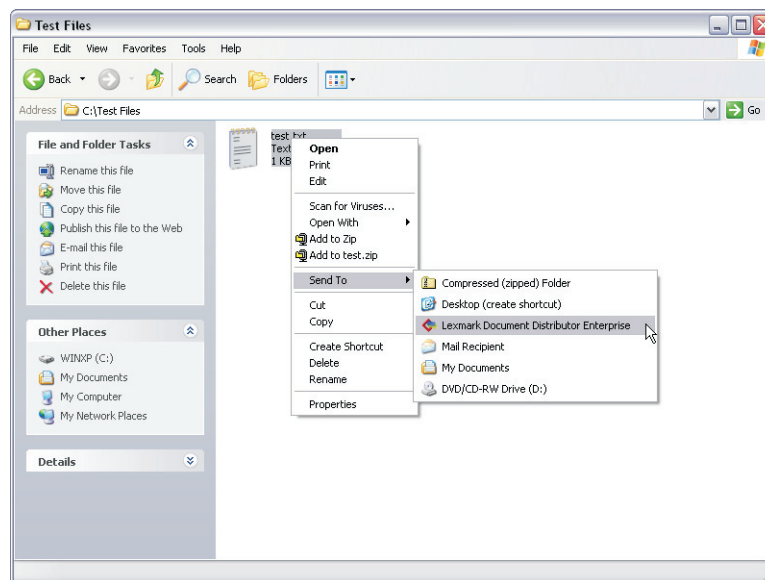 Test Files
File Edit View Favorites Tools Help
Back Search Folders
Address C:\Test Files Go
File and Folder Tasks
Rename this file
Move this file
Copy this file
Publish this file to the Web
E-mail this file
Print this file
Delete this file
Other Places
WINXP (C:)
My Documents
My Computer
My Network Places
Details
test.txt
Text
1 KB
Open
Print
Edit
Scan for Viruses...
Open With
Add to Zip
Add to test.zip
Send To
Cut
Copy
Create Shortcut
Delete
Rename
Properties
Compressed (zipped) Folder
Desktop (create shortcut)
Lexmark Document Distributor Enterprise
Mail Recipient
My Documents
DVD/CD-RW Drive (D:)